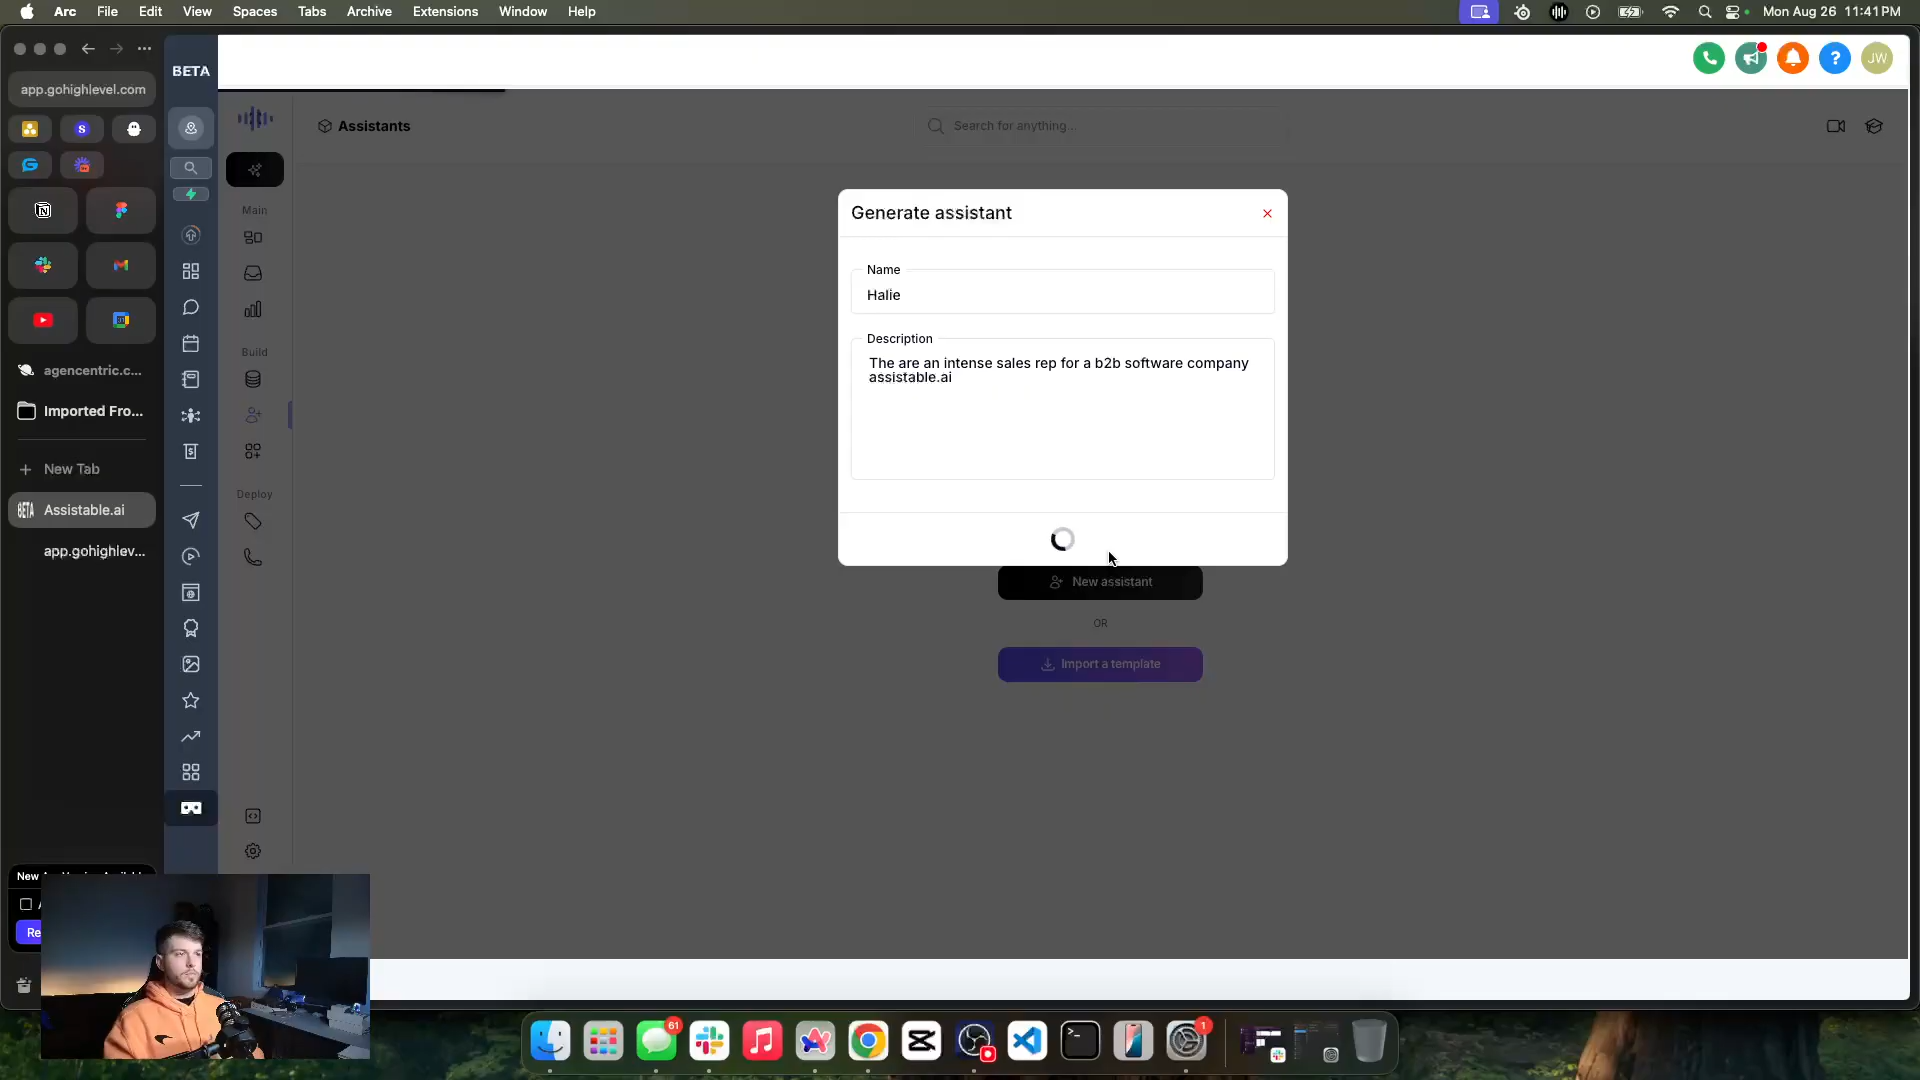 Arc File Edit View Spaces Tabs Archive Extensions Window Help
Mon Aug 26 11:41 PM
app.gohighlevel.com
S
agencentric.c...
Imported Fro...
New Tab
BETA Assistable.ai
app.gohighlev...
New
Re
BETA
JW
Assistants
Search for anything...
Main
Build
Deploy
Generate assistant
Name
Halie
Description
The are an intense sales rep for a b2b software company
assistable.ai
New assistant
OR
Import a template
61
1